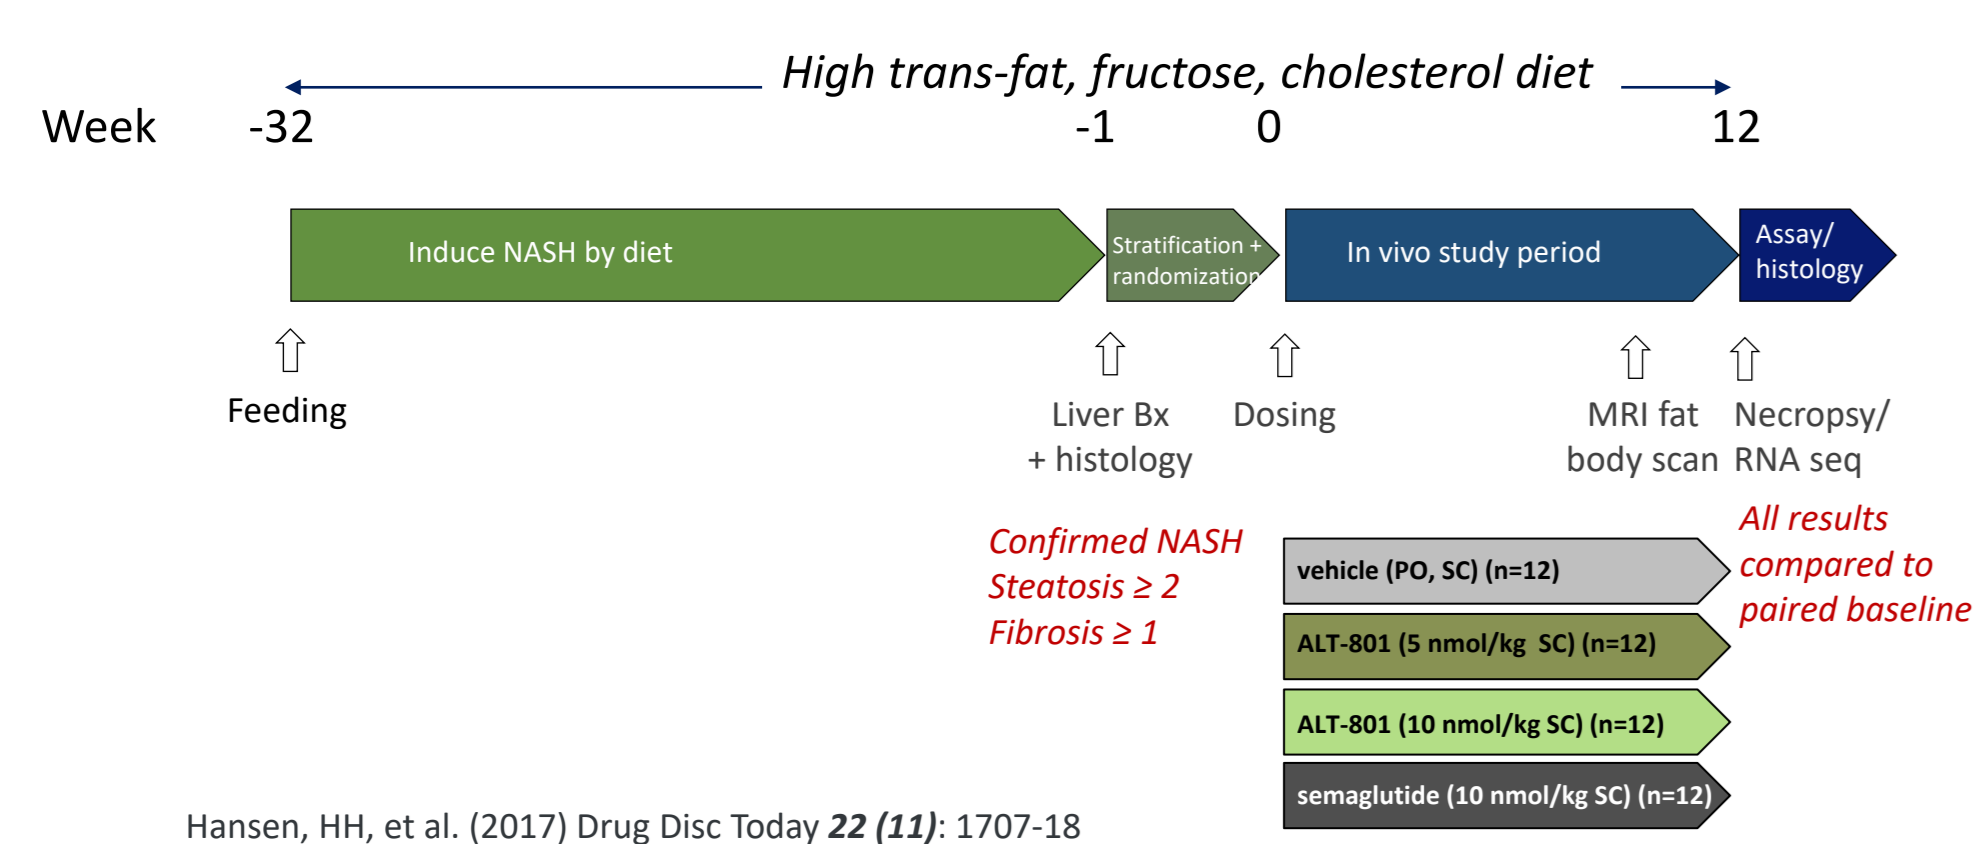 High trans-fat, fructose, cholesterol diet
Week -32 -1 0 12
Induce NASH by diet
Stratification +
randomization
In vivo study period
Assay/
histology
Feeding
Liver Bx
+ histology
Dosing
MRI fat
body scan
Necropsy/
RNA seq
Confirmed NASH
Steatosis ≥ 2
Fibrosis ≥ 1
All results
compared to
paired baseline
vehicle (PO, SC) (n=12)
ALT-801 (5 nmol/kg  SC) (n=12)
ALT-801 (10 nmol/kg SC) (n=12)
semaglutide (10 nmol/kg SC) (n=12)
Hansen, HH, et al. (2017) Drug Disc Today 22 (11): 1707-18